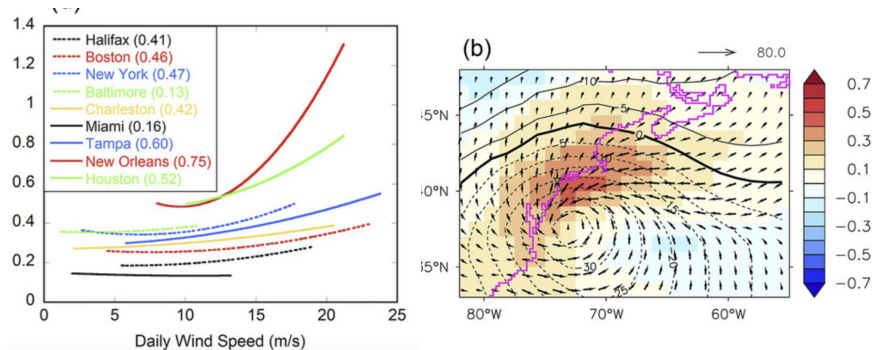 1.4
1.2
1
0.8
0.6
0.4
0.2
0
Halifax (0.41)
Boston (0.46)
New York (0.47)
Baltimore (0.13)
Charleston (0.42)
Miami (0.16)
Tampa (0.60)
New Orleans (0.75)
Houston (0.52)
0 5 10 15 20 25
Daily Wind Speed (m/s)
(b)
80.0
10
5
0
-30
-25
80°W 70°W 60°W
0.7
0.5
0.3
.1
-.1
-0.3
-0.5
-0.7